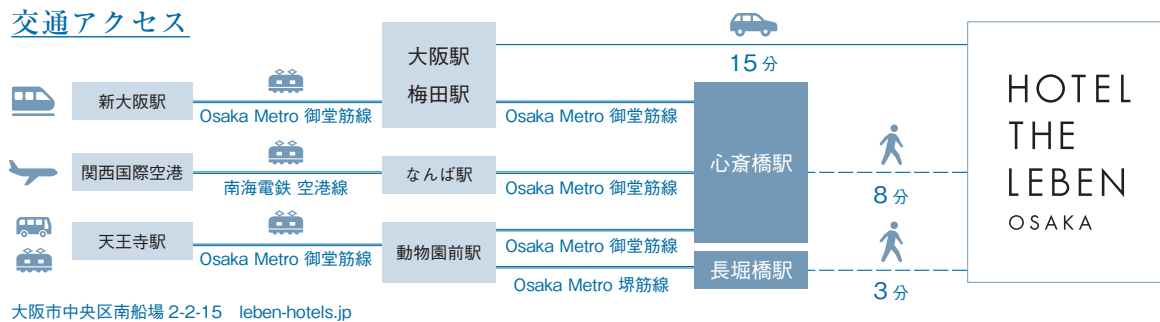 交通アクセス
大阪駅
梅田駅
15 分
新大阪駅
Osaka Metro 御堂筋線
Osaka Metro 御堂筋線
関西国際空港
南海電鉄 空港線
なんば駅
Osaka Metro 御堂筋線
心斎橋駅
8 分
天王寺駅
Osaka Metro 御堂筋線
動物園前駅
Osaka Metro 御堂筋線
Osaka Metro 堺筋線
長堀橋駅
3 分
HOTEL
THE
LEBEN
OSAKA
大阪市中央区南船場 2-2-15 leben-hotels.jp